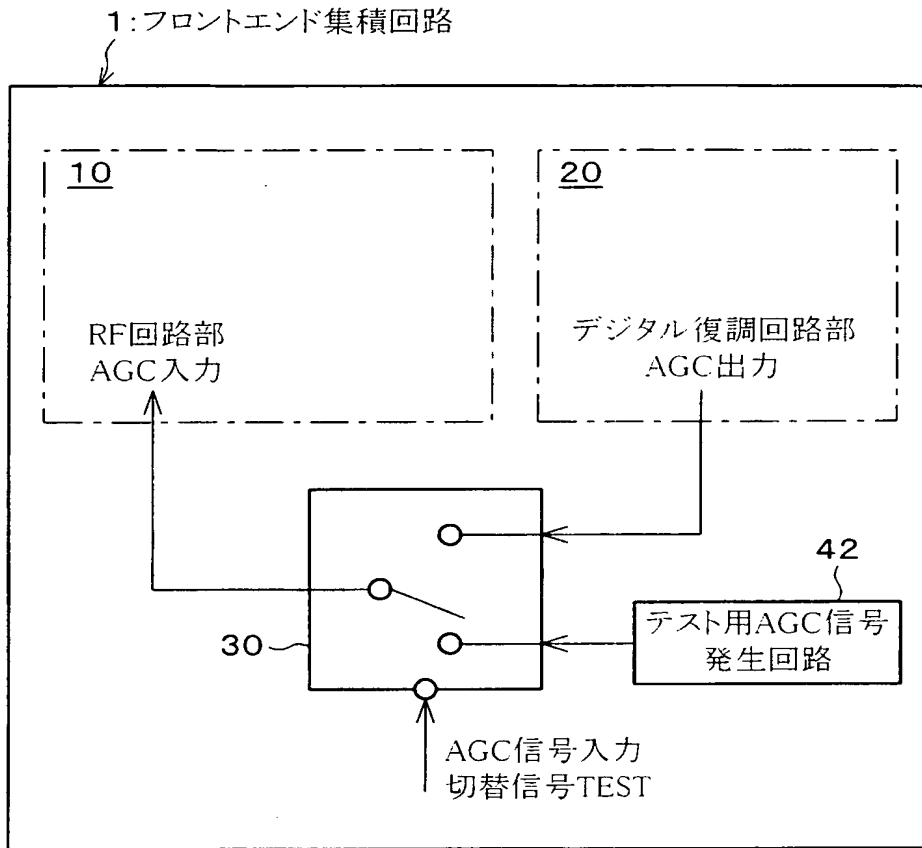 1:フロントエンド集積回路
10
20
RF回路部
AGC入力
デジタル復調回路部
AGC出力
42
テスト用AGC信号
発生回路
30
AGC信号入力
切替信号TEST